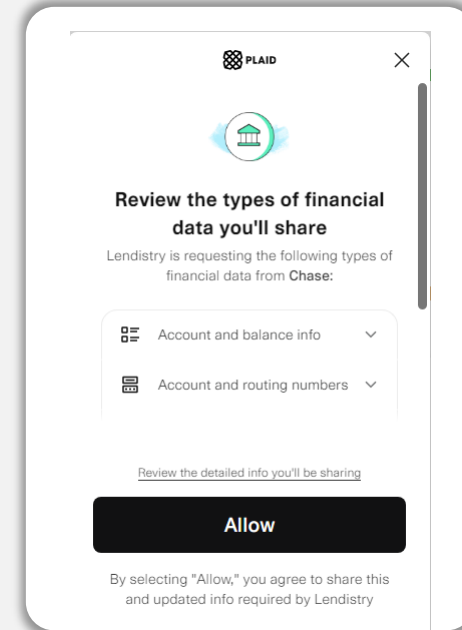 PLAID
Review the types of financial
data you'll share
Lendistry is requesting the following types of
financial data from Chase:
Account and balance info
Account and routing numbers
Review the detailed info you'll be sharing
Allow
By selecting "Allow," you agree to share this
and updated info required by Lendistry